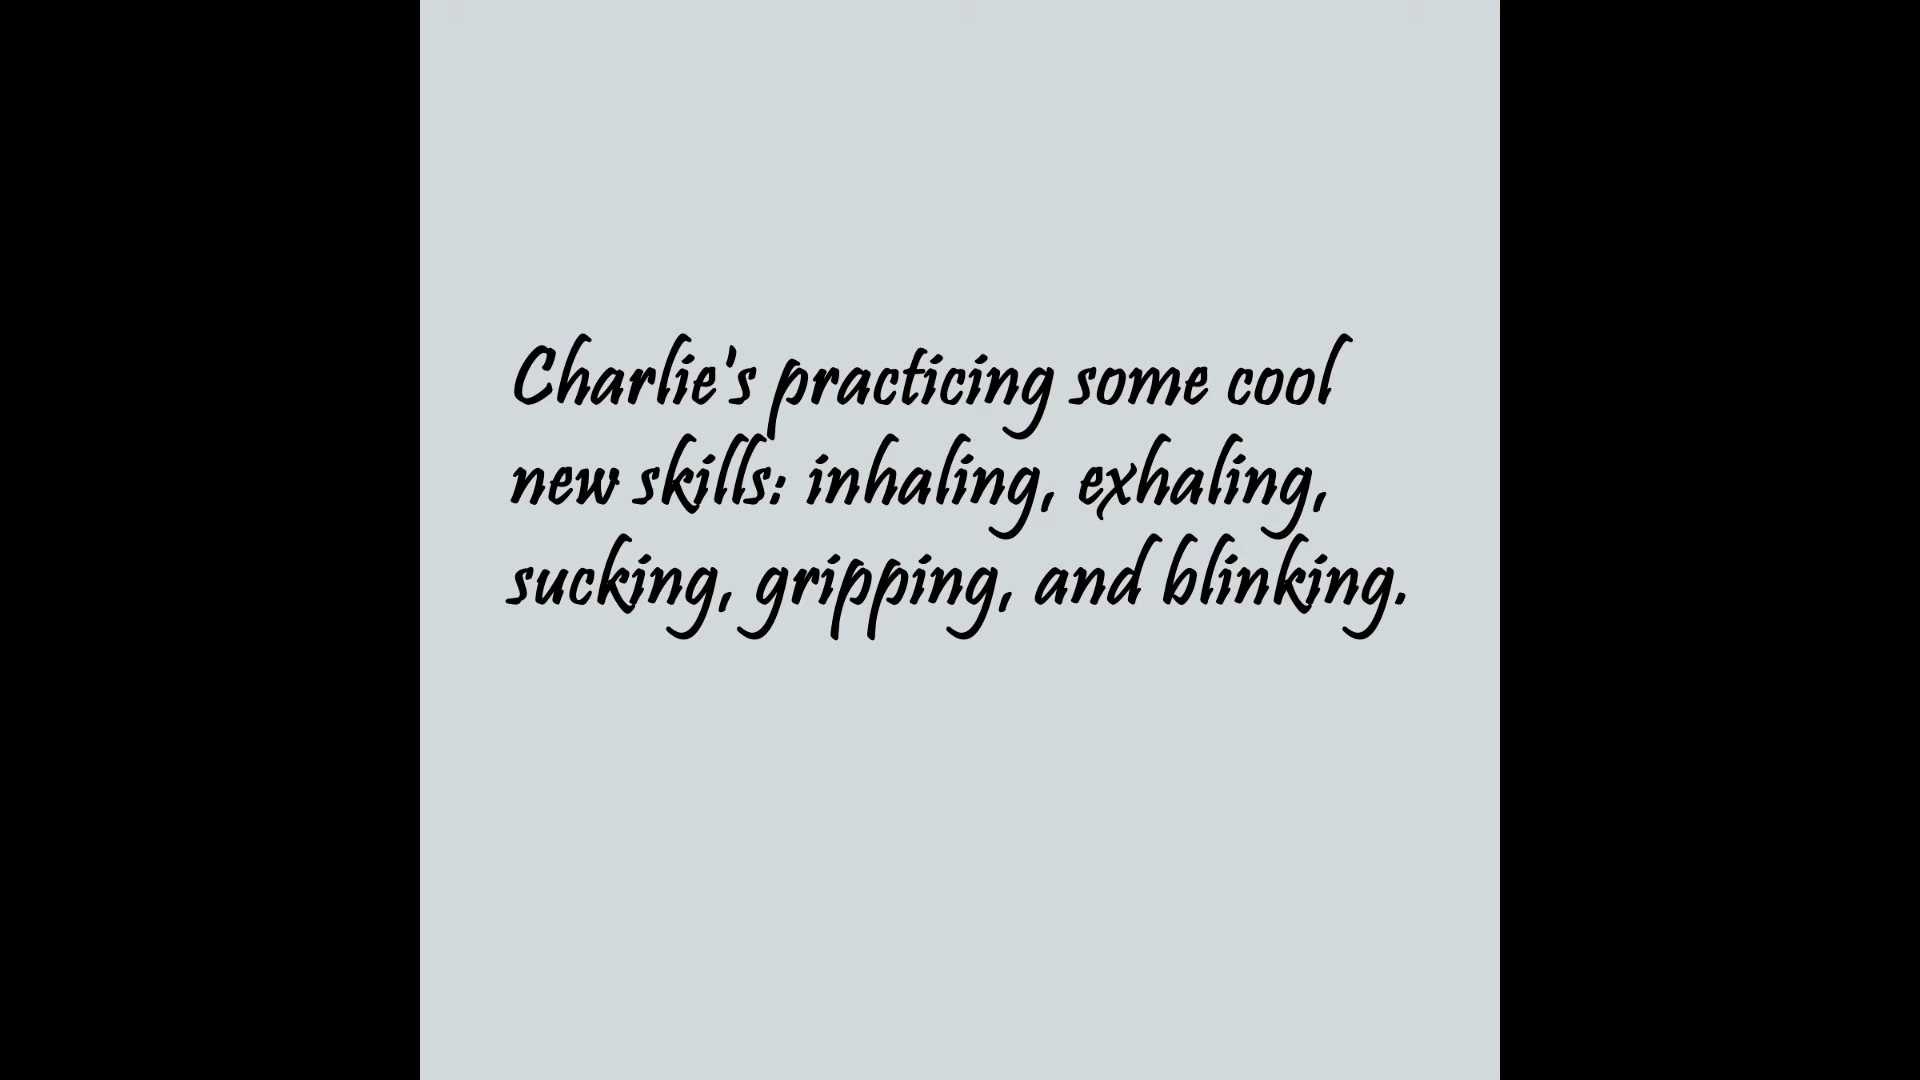 Charlie's practicing some cool
new skills: inhaling, exhaling,
sucking, gripping, and blinking.